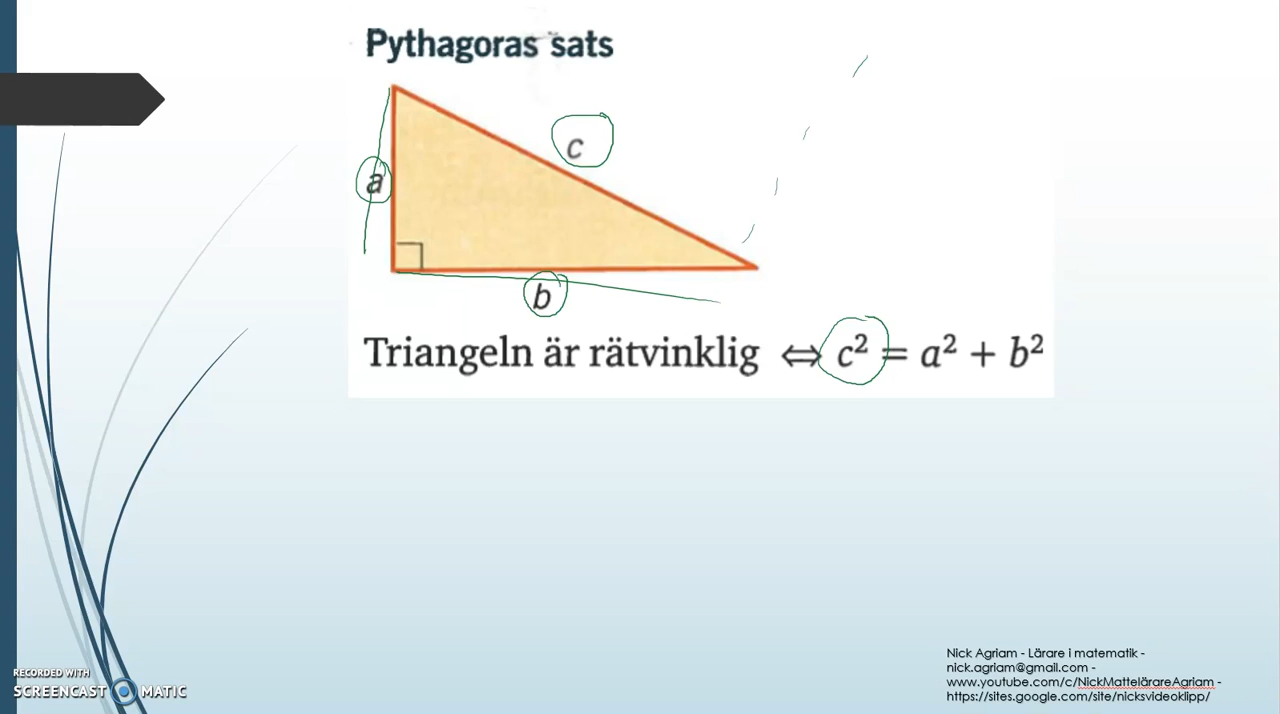 Pythagoras sats
c
a
b
Triangeln är rätvinklig ⇔ c² = a² + b²
Nick Agriam - Lärare i matematik -
nick.agriam@gmail.com -
www.youtube.com/c/NickMattelärareAgriam -
https://sites.google.com/site/nicksvideoklipp/
RECORDED WITH
SCREENCAST MATIC